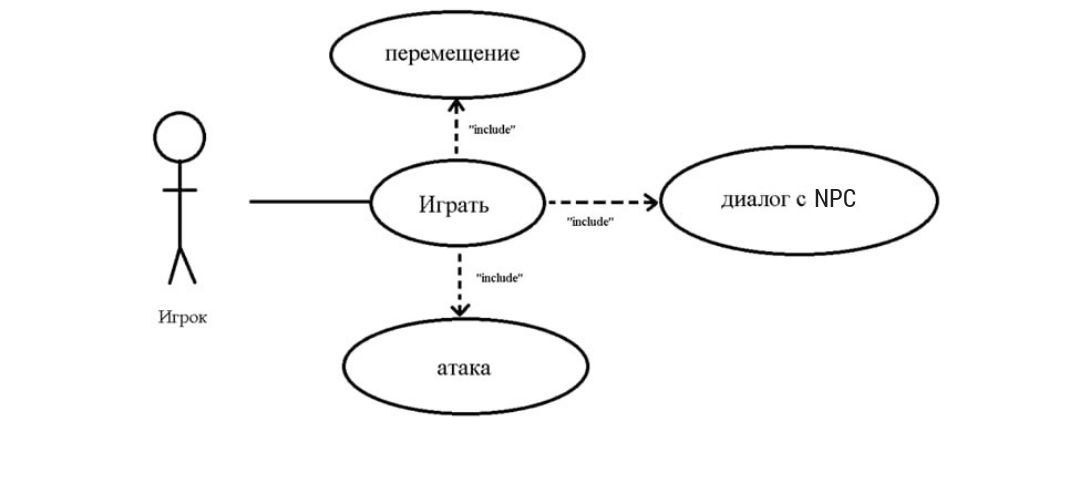 перемещение
"include"
Играть
"include"
диалог с NPC
"include"
атака
Игрок